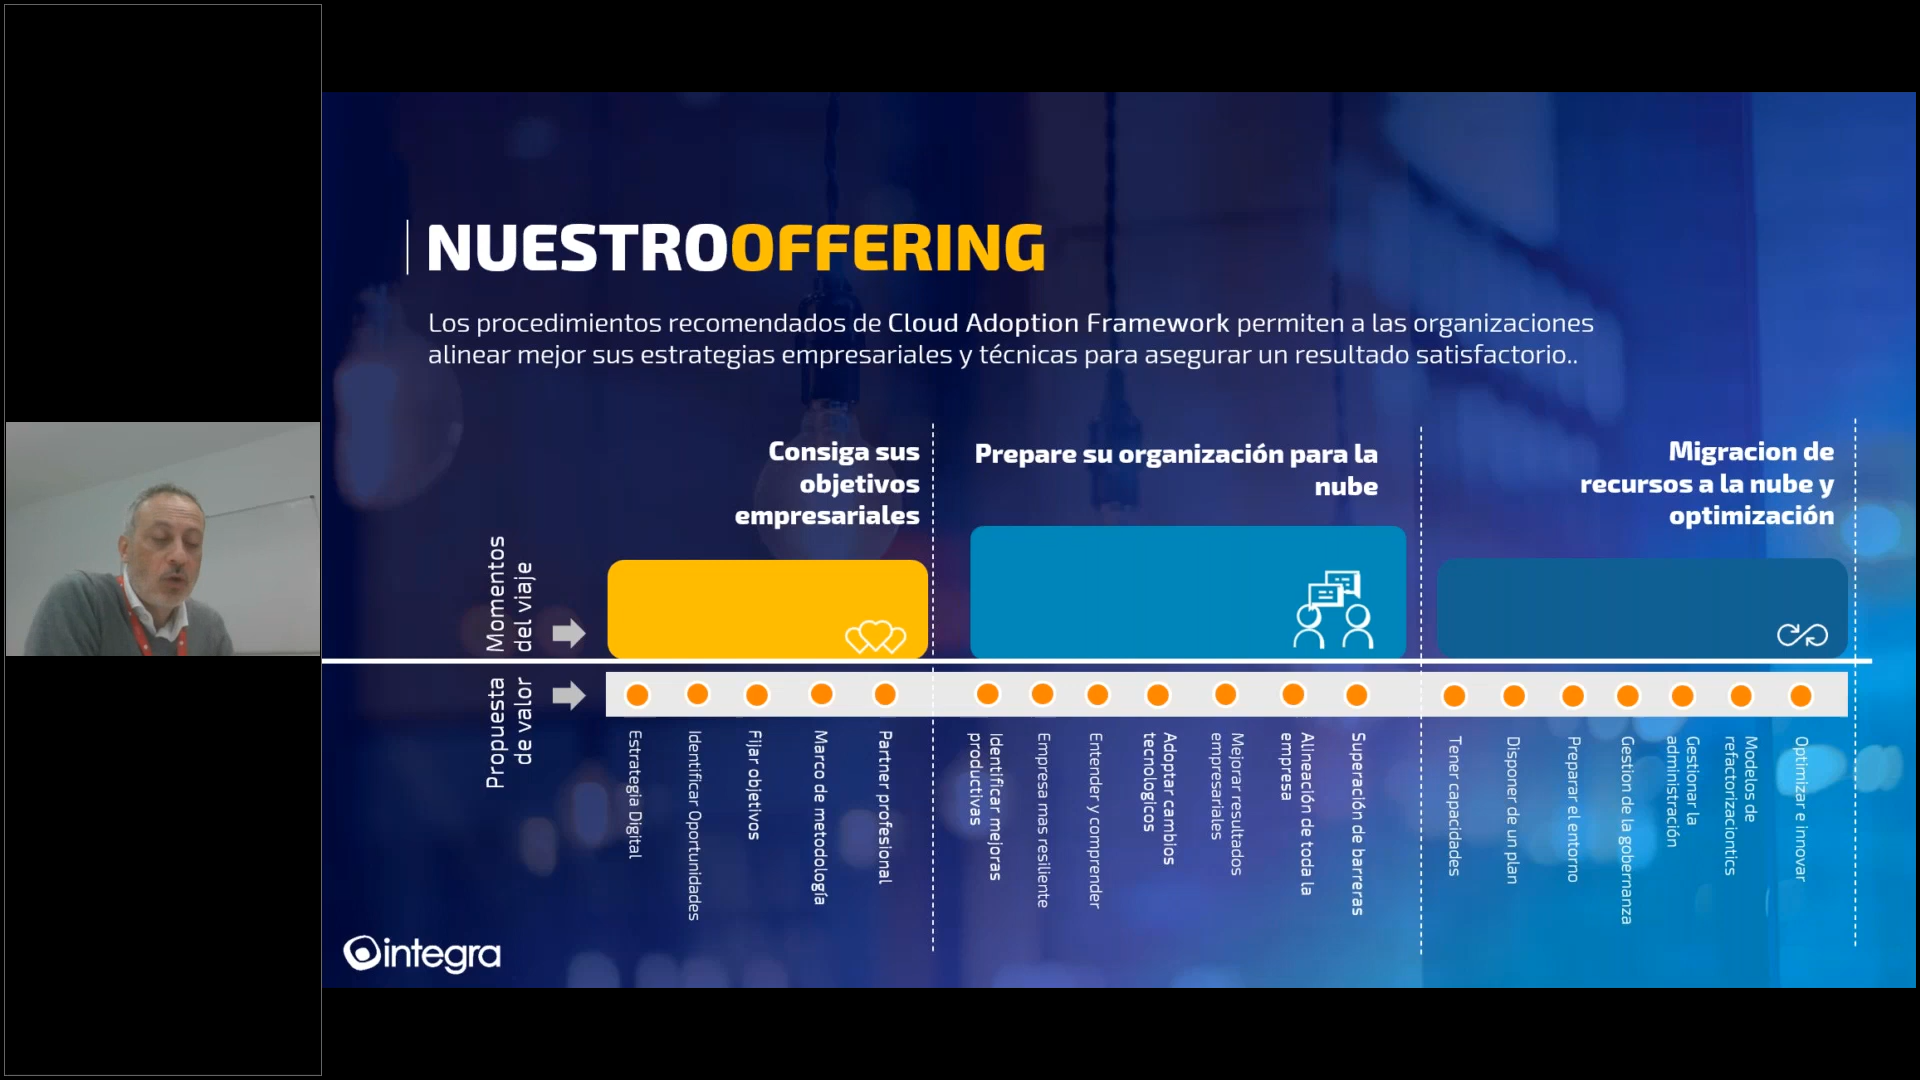 NUESTROOFFERING
Los procedimientos recomendados de Cloud Adoption Framework permiten a las organizaciones
alinear mejor sus estrategias empresariales y técnicas para asegurar un resultado satisfactorio..
Consiga sus
objetivos
empresariales
Prepare su organización para la
nube
Migracion de
recursos a la nube y
optimización
Momentos
del viaje
Propuesta
de valor
Estrategia Digital
Identificar Oportunidades
Fijar objetivos
Marco de metodología
Partner profesional
Identificar mejoras
productivas
Empresa mas resiliente
Entender y comprender
Adoptar cambios
tecnologicos
Mejorar resultados
empresariales
Alineación de toda la
empresa
Superación de barreras
Tener capacidades
Disponer de un plan
Preparar el entorno
Gestion de la gobernanza
Gestionar la
administración
Modelos de
refactorizaciontics
Optimizar e innovar
integra